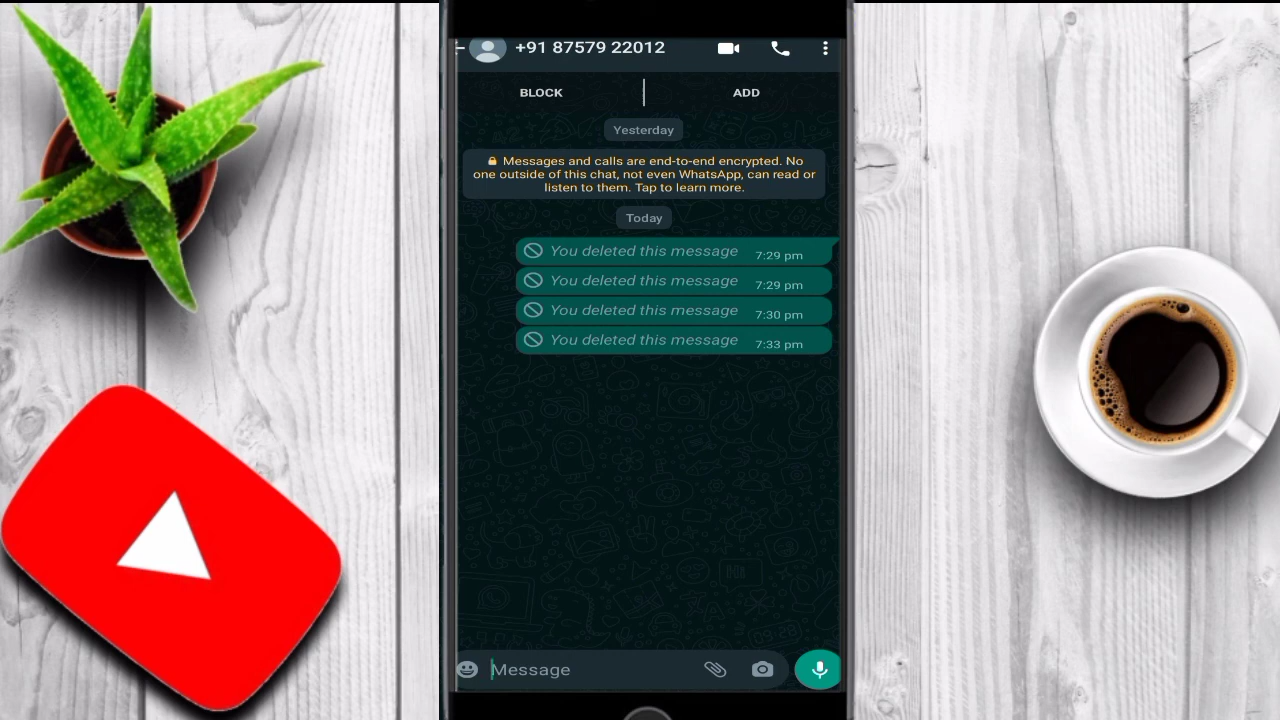 +91 87579 22012
BLOCK
ADD
Yesterday
Messages and calls are end-to-end encrypted. No
one outside of this chat, not even WhatsApp, can read or
listen to them. Tap to learn more.
Today
You deleted this message 7:29 pm
You deleted this message 7:29 pm
You deleted this message 7:30 pm
You deleted this message 7:33 pm
Message